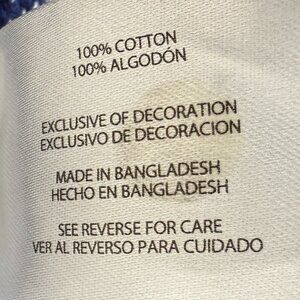 100% COTTON
100% ALGODÓN
EXCLUSIVE OF DECORATION
EXCLUSIVO DE DECORACION
MADE IN BANGLADESH
HECHO EN BANGLADESH
SEE REVERSE FOR CARE
VER AL REVERSO PARA CUIDADO